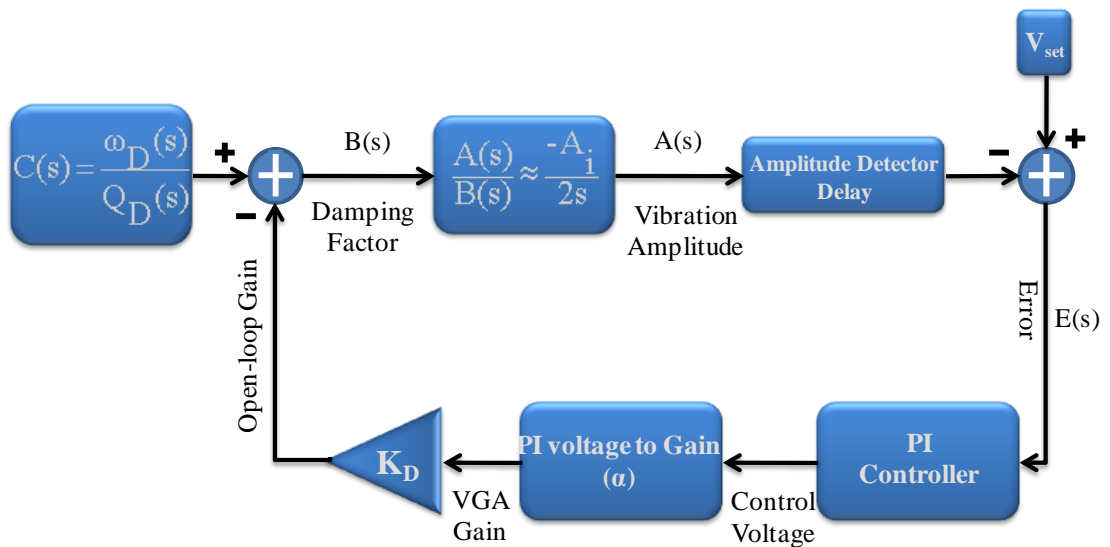 V_set
+
C(s) = ω_D(s) / Q_D(s)
+
−
B(s)
Damping
Factor
A(s)/B(s) ≈ -A_i/2s
A(s)
Vibration
Amplitude
Amplitude Detector
Delay
−
Error
E(s)
Open-loop Gain
K_D
VGA
Gain
PI voltage to Gain
(α)
Control
Voltage
PI
Controller